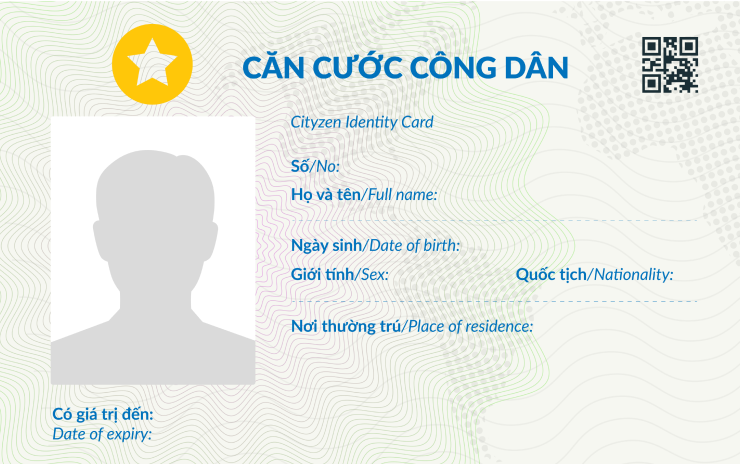 CĂN CƯỚC CÔNG DÂN
Cityzen Identity Card
Số/No:
Họ và tên/Full name:
Ngày sinh/Date of birth:
Giới tính/Sex:
Quốc tịch/Nationality:
Nơi thường trú/Place of residence:
Có giá trị đến:
Date of expiry: